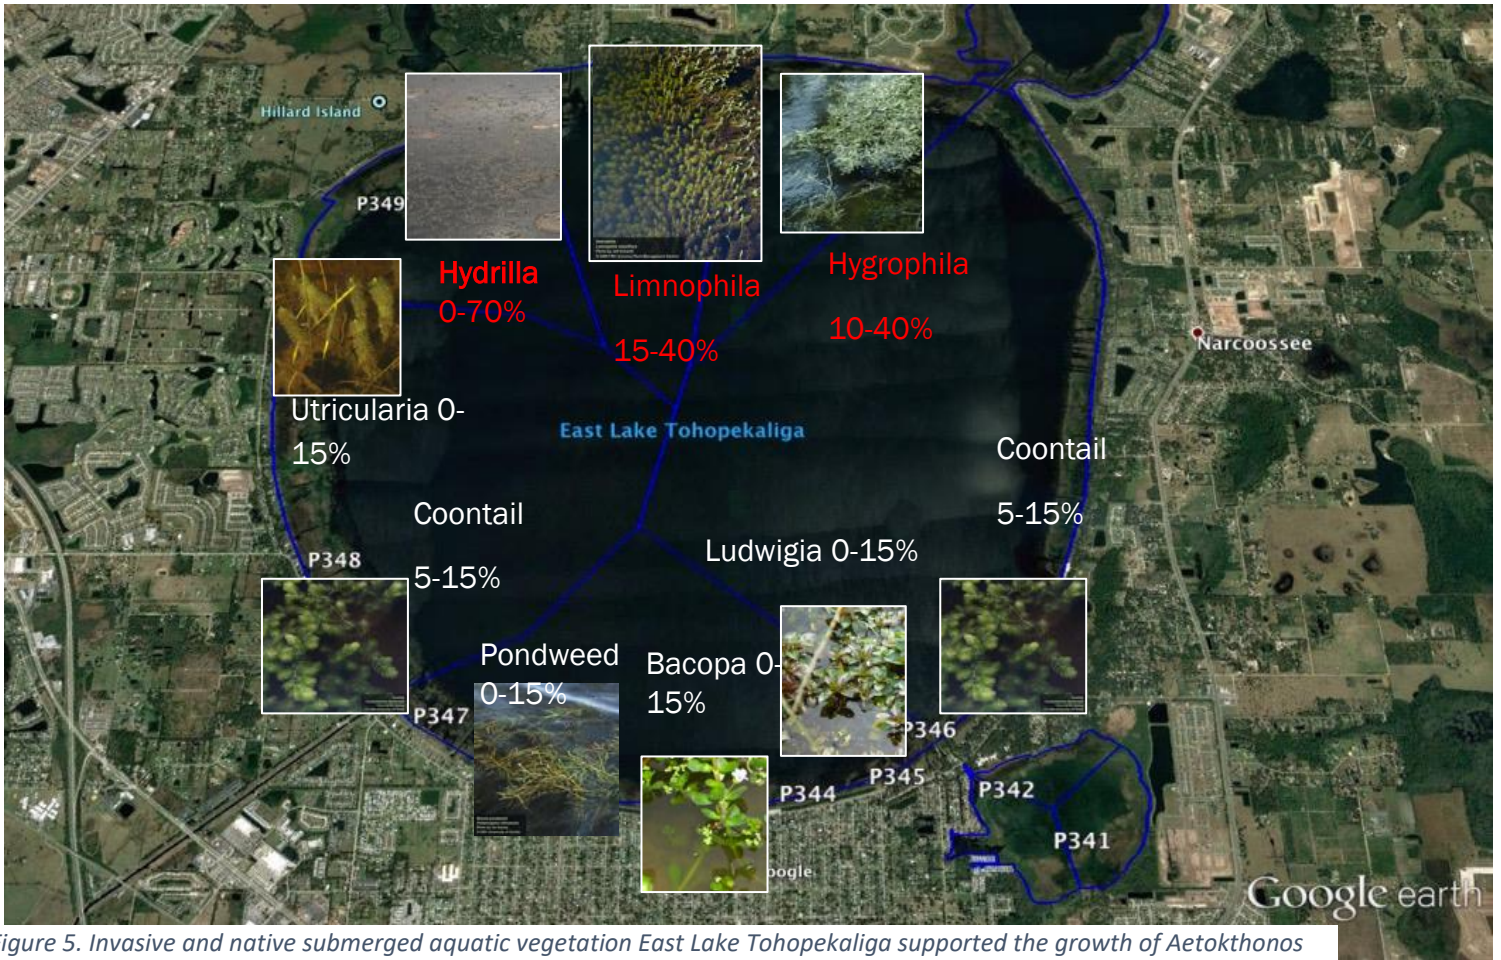 Hillard Island
P349
Hydrilla
0-70%
Limnophila
15-40%
Hygrophila
10-40%
Narcoossee
Utricularia 0-
15%
East Lake Tohopekaliga
Coontail
5-15%
Coontail
5-15%
Ludwigia 0-15%
P348
Pondweed
0-15%
Bacopa 0-
15%
P347
P346
P345
P344
P342
P341
oogle
Google earth
igure 5. Invasive and native submerged aquatic vegetation East Lake Tohopekaliga supported the growth of Aetokthonos